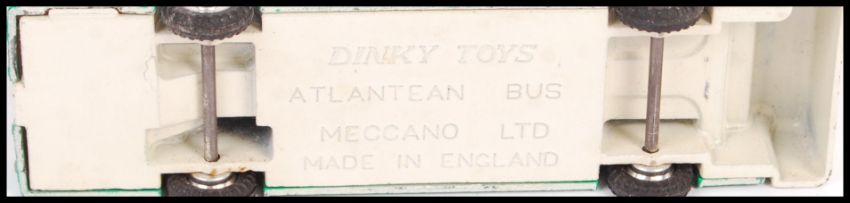 DINKY TOYS
ATLANTEAN BUS
MECCANO LTD
MADE IN ENGLAND